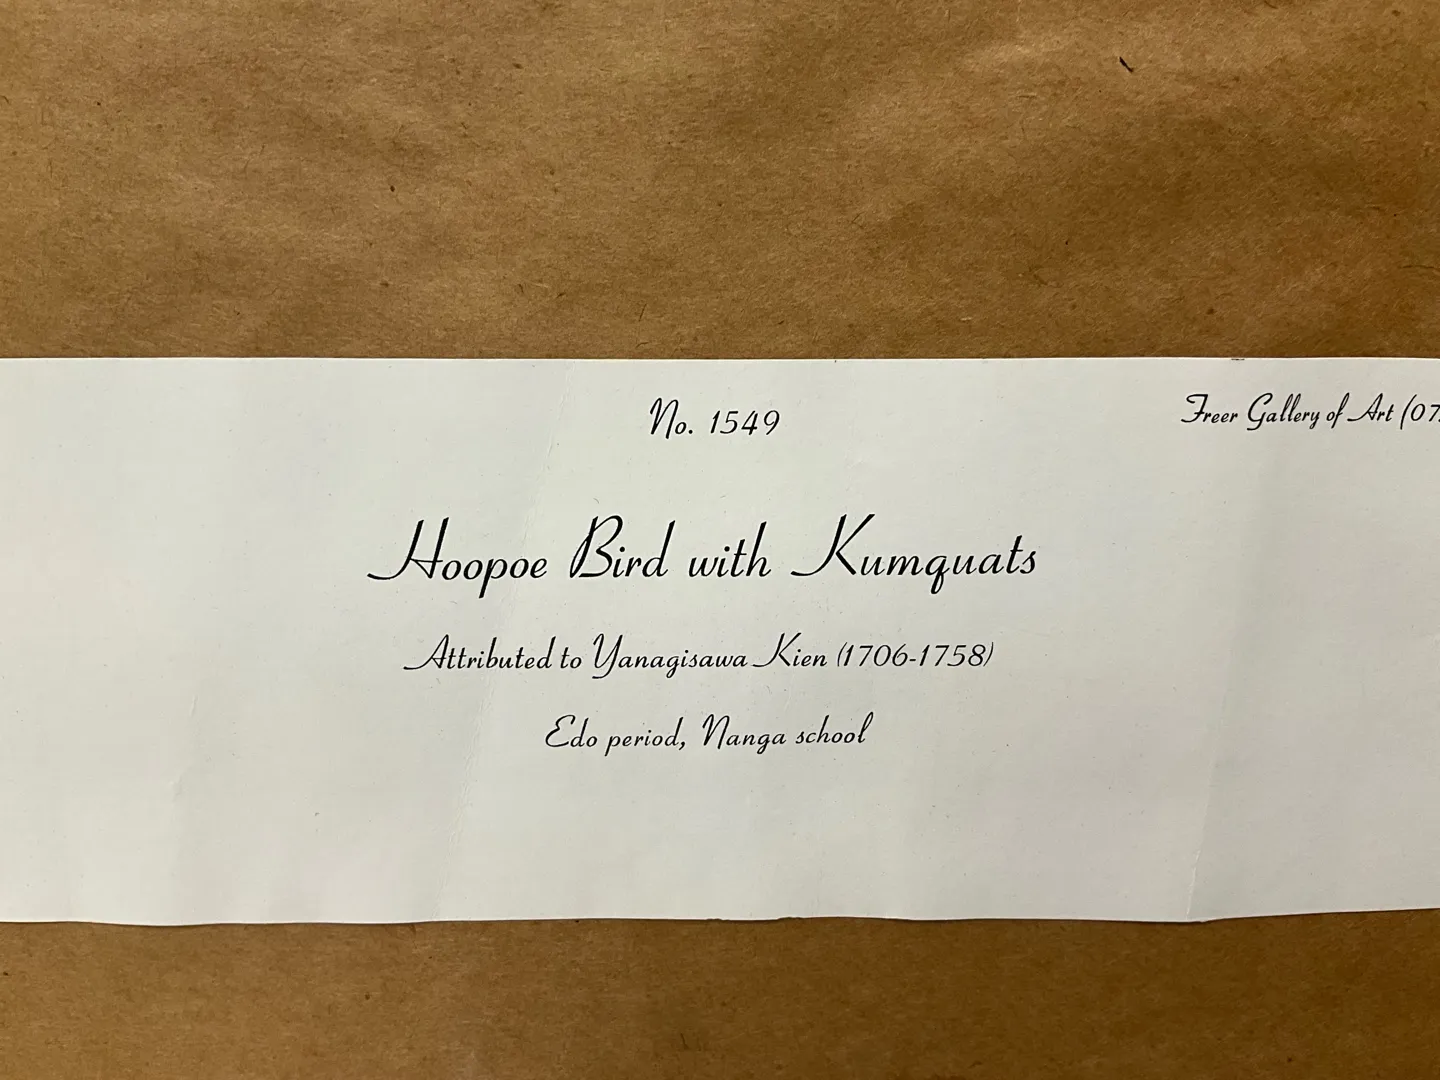 No. 1549
Freer Gallery of Art (07
Hoopoe Bird with Kumquats
Attributed to Yanagisawa Kien (1706-1758)
Edo period, Nanga school